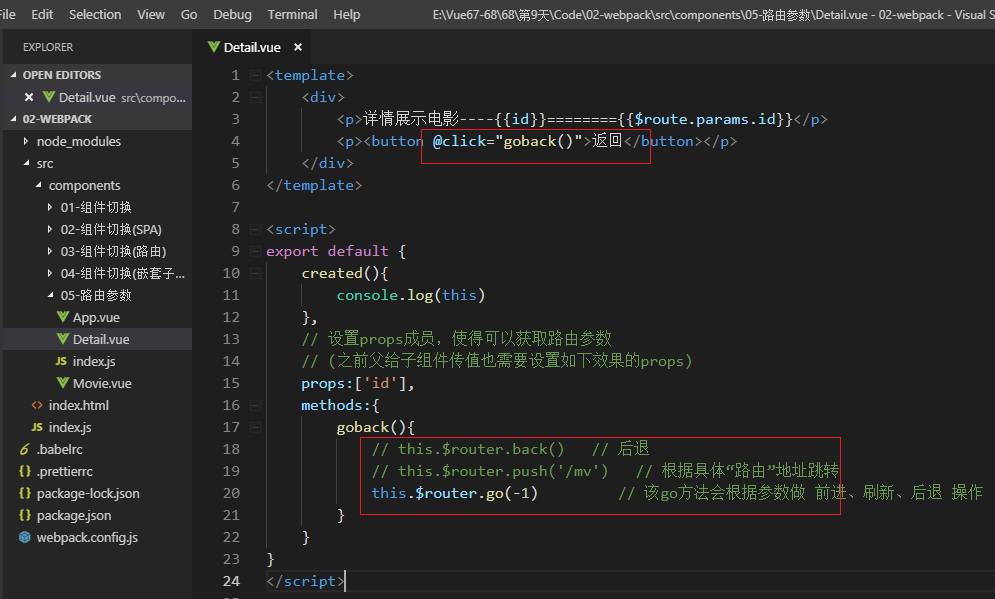 File Edit Selection View Go Debug Terminal Help E:\Vue67-68\68\第9天\Code\02-webpack\src\components\05-路由参数\Detail.vue - 02-webpack - Visual S
EXPLORER
OPEN EDITORS
Detail.vue src\compo...
02-WEBPACK
node_modules
src
components
01-组件切换
02-组件切换(SPA)
03-组件切换(路由)
04-组件切换(嵌套子...
05-路由参数
App.vue
Detail.vue
JS index.js
Movie.vue
<> index.html
JS index.js
.babelrc
{} .prettierrc
{} package-lock.json
{} package.json
webpack.config.js
Detail.vue ×
1 <template>
2 <div>
3 <p>详情展示电影----{{id}}========{{$route.params.id}}</p>
4 <p><button @click="goback()">返回</button></p>
5 </div>
6 </template>
7
8 <script>
9 export default {
10 created(){
11 console.log(this)
12 },
13 // 设置props成员，使得可以获取路由参数
14 // (之前父给子组件传值也需要设置如下效果的props)
15 props:['id'],
16 methods:{
17 goback(){
18 // this.$router.back() // 后退
19 // this.$router.push('/mv') // 根据具体“路由”地址跳转
20 this.$router.go(-1) // 该go方法会根据参数做 前进、刷新、后退 操作
21 }
22 }
23 }
24 </script>